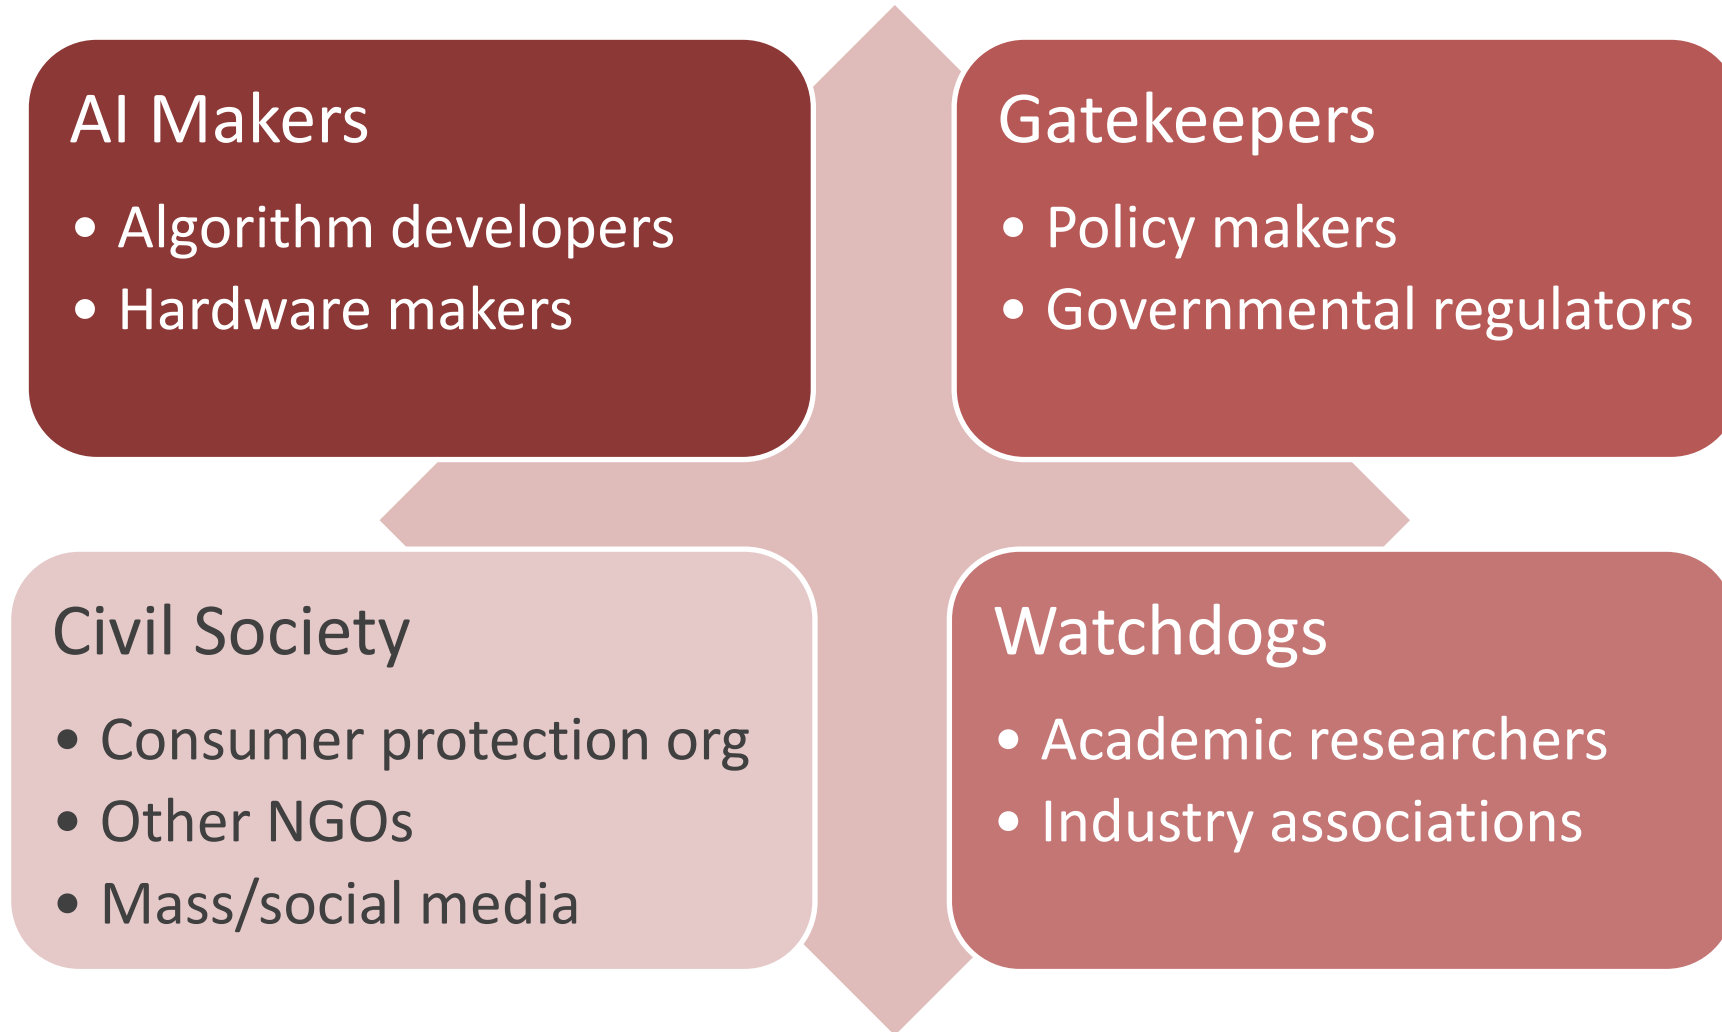 AI Makers
• Algorithm developers
• Hardware makers
Gatekeepers
• Policy makers
• Governmental regulators
Civil Society
• Consumer protection org
• Other NGOs
• Mass/social media
Watchdogs
• Academic researchers
• Industry associations